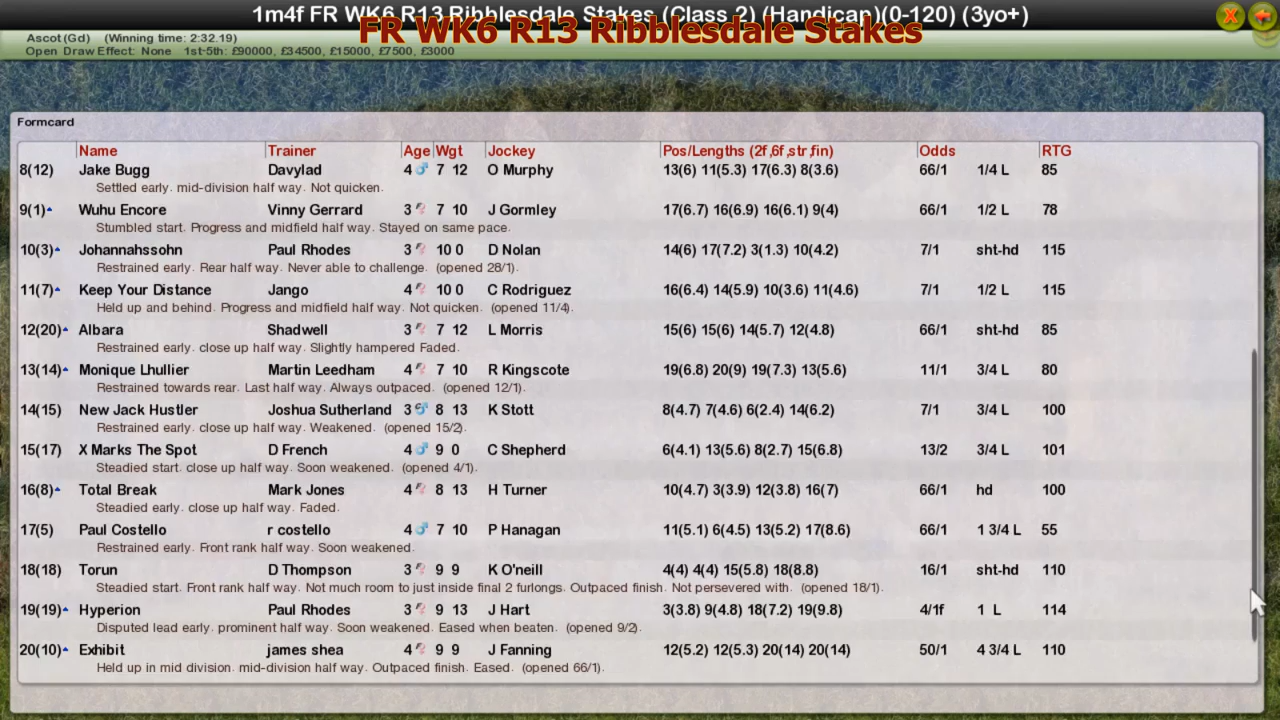 1m4f FR WK6 R13 Ribblesdale Stakes (Class 2) (Handicap)(0-120) (3yo+)
FR WK6 R13 Ribblesdale Stakes
Ascot(Gd) (Winning time: 2:32.19)
Open Draw Effect: None 1st-5th: £90000, £34500, £15000, £7500, £3000
Formcard
Name Trainer Age Wgt Jockey Pos/Lengths (2f,6f,str,fin) Odds RTG
8(12) Jake Bugg Davylad 4 7 12 O Murphy 13(6) 11(5.3) 17(6.3) 8(3.6) 66/1 1/4 L 85
Settled early. mid-division half way. Not quicken.
9(1) Wuhu Encore Vinny Gerrard 3 7 10 J Gormley 17(6.7) 16(6.9) 16(6.1) 9(4) 66/1 1/2 L 78
Stumbled start. Progress and midfield half way. Stayed on same pace.
10(3) Johannahssohn Paul Rhodes 3 10 0 D Nolan 14(6) 17(7.2) 3(1.3) 10(4.2) 7/1 sht-hd 115
Restrained early. Rear half way. Never able to challenge. (opened 28/1).
11(7) Keep Your Distance Jango 4 10 0 C Rodriguez 16(6.4) 14(5.9) 10(3.6) 11(4.6) 7/1 1/2 L 115
Held up and behind. Progress and midfield half way. Not quicken. (opened 11/4).
12(20) Albara Shadwell 3 7 12 L Morris 15(6) 15(6) 14(5.7) 12(4.8) 66/1 sht-hd 85
Restrained early. close up half way. Slightly hampered Faded.
13(14) Monique Lhullier Martin Leedham 4 7 10 R Kingscote 19(6.8) 20(9) 19(7.3) 13(5.6) 11/1 3/4 L 80
Restrained towards rear. Last half way. Always outpaced. (opened 12/1).
14(15) New Jack Hustler Joshua Sutherland 3 8 13 K Stott 8(4.7) 7(4.6) 6(2.4) 14(6.2) 7/1 3/4 L 100
Restrained early. close up half way. Weakened. (opened 15/2).
15(17) X Marks The Spot D French 4 9 0 C Shepherd 6(4.1) 13(5.6) 8(2.7) 15(6.8) 13/2 3/4 L 101
Steadied start. close up half way. Soon weakened. (opened 4/1).
16(8) Total Break Mark Jones 4 8 13 H Turner 10(4.7) 3(3.9) 12(3.8) 16(7) 66/1 hd 100
Steadied early. close up half way. Faded.
17(5) Paul Costello r costello 4 7 10 P Hanagan 11(5.1) 6(4.5) 13(5.2) 17(8.6) 66/1 1 3/4 L 55
Restrained early. Front rank half way. Soon weakened.
18(18) Torun D Thompson 3 9 9 K O'neill 4(4) 4(4) 15(5.8) 18(8.8) 16/1 sht-hd 110
Steadied start. Front rank half way. Not much room to just inside final 2 furlongs. Outpaced finish. Not persevered with. (opened 18/1).
19(19) Hyperion Paul Rhodes 3 9 13 J Hart 3(3.8) 9(4.8) 18(7.2) 19(9.8) 4/1f 1 L 114
Disputed lead early. prominent half way. Soon weakened. Eased when beaten. (opened 9/2).
20(10) Exhibit james shea 4 9 9 J Fanning 12(5.2) 12(5.3) 20(14) 20(14) 50/1 4 3/4 L 110
Held up in mid division. mid-division half way. Outpaced finish. Eased. (opened 66/1).